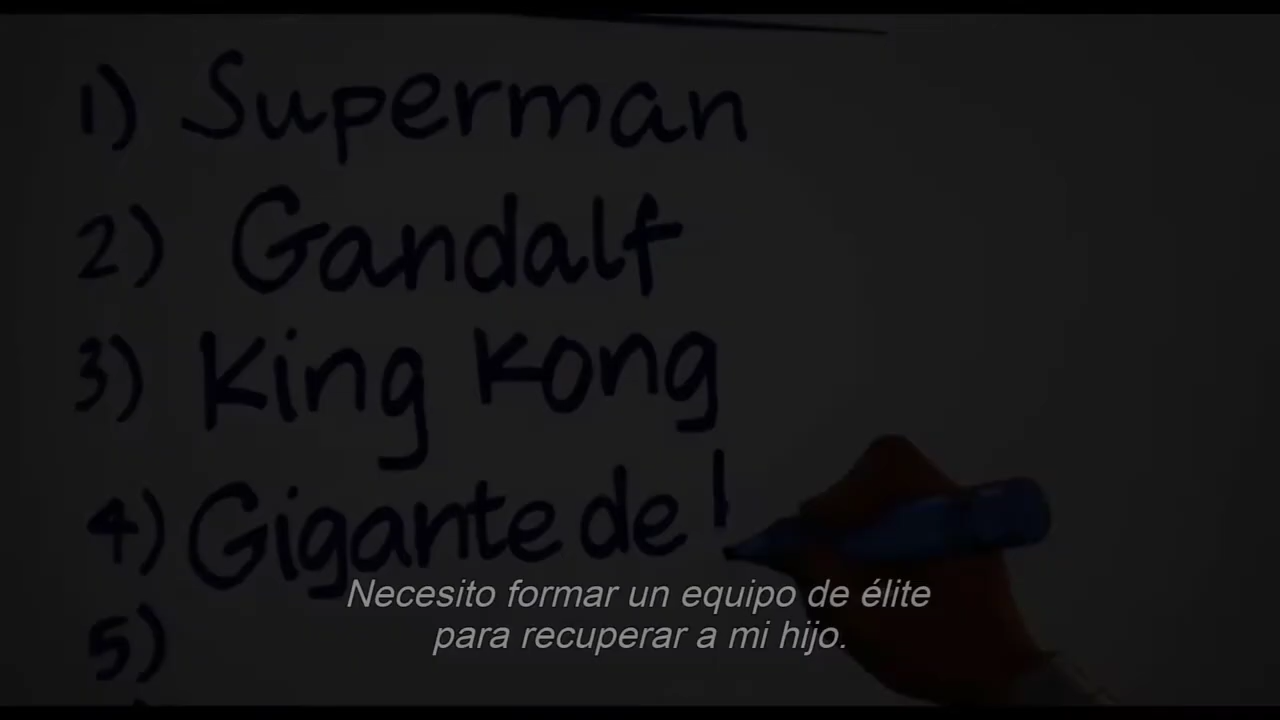 1) Superman
2) Gandalf
3) King Kong
4) Gigante de
5)
Necesito formar un equipo de élite
para recuperar a mi hijo.